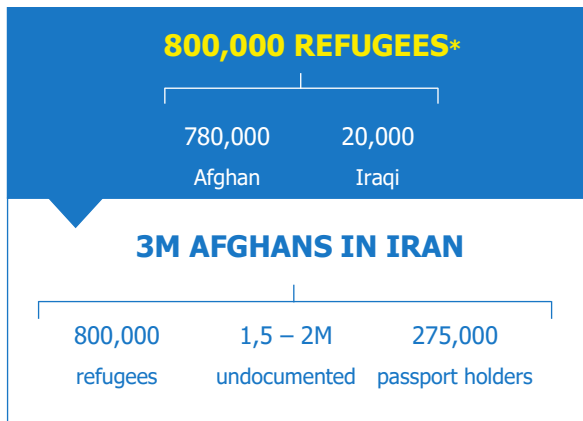 800,000 REFUGEES*
780,000 20,000
Afghan Iraqi
3M AFGHANS IN IRAN
800,000 1,5 – 2M 275,000
refugees undocumented passport holders